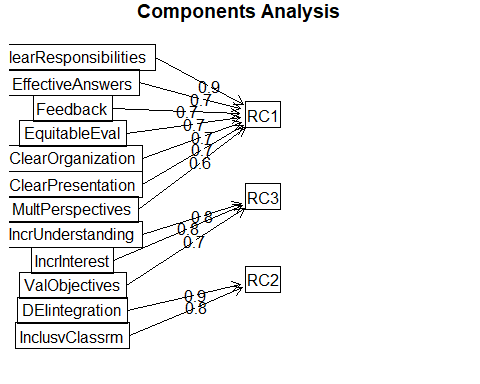 Components Analysis
learResponsibilities
EffectiveAnswers
Feedback
EquitableEval
ClearOrganization
ClearPresentation
MultPerspectives
IncrUnderstanding
IncrInterest
ValObjectives
DEIintegration
InclusvClassrm
0.9
0.7
0.7
0.7
0.7
0.7
0.6
0.8
0.8
0.7
0.9
0.8
RC1
RC3
RC2